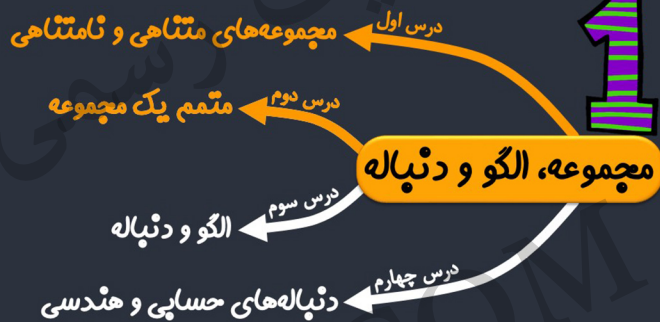 1
مجموعه، الگو و دنباله
درس اول
مجموعه‌های متناهی و نامتناهی
درس دوم
متمم یک مجموعه
درس سوم
الگو و دنباله
درس چهارم
دنباله‌های حسابی و هندسی